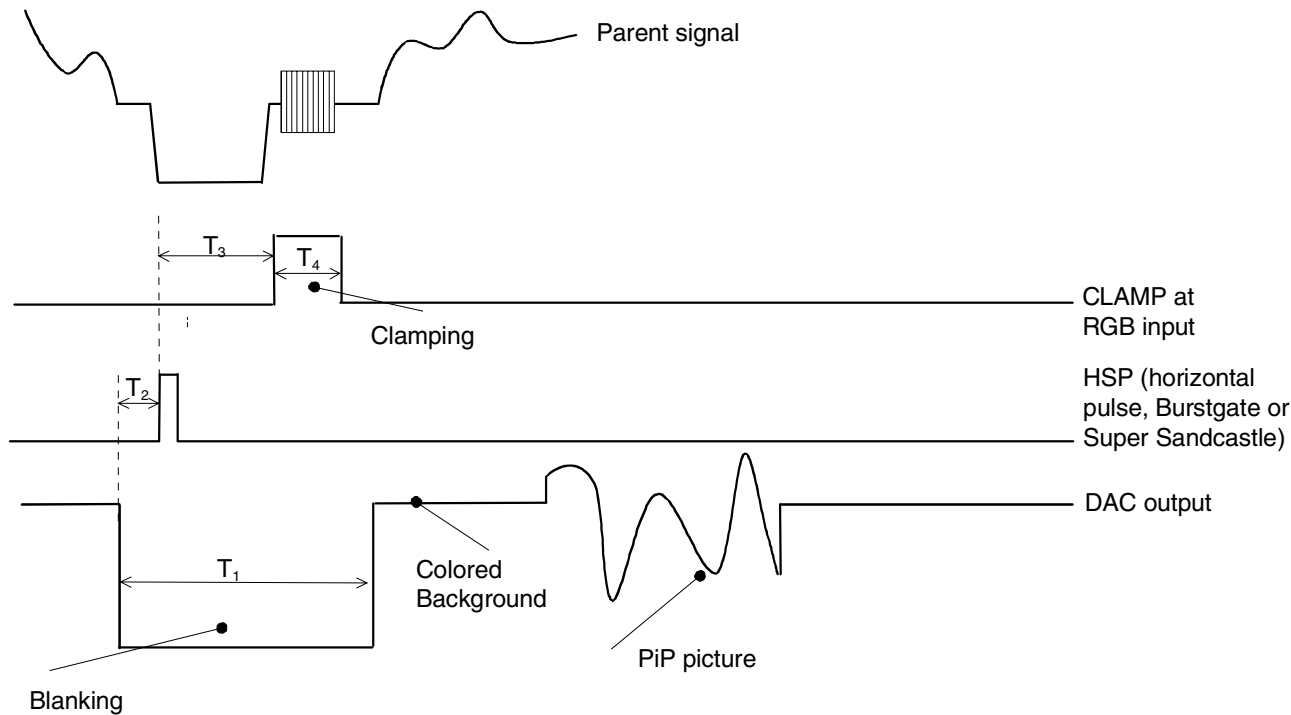 Parent signal
T₃
T₄
CLAMP at
RGB input
Clamping
HSP (horizontal
pulse, Burstgate or
Super Sandcastle)
T₂
DAC output
T₁
Colored
Background
PiP picture
Blanking